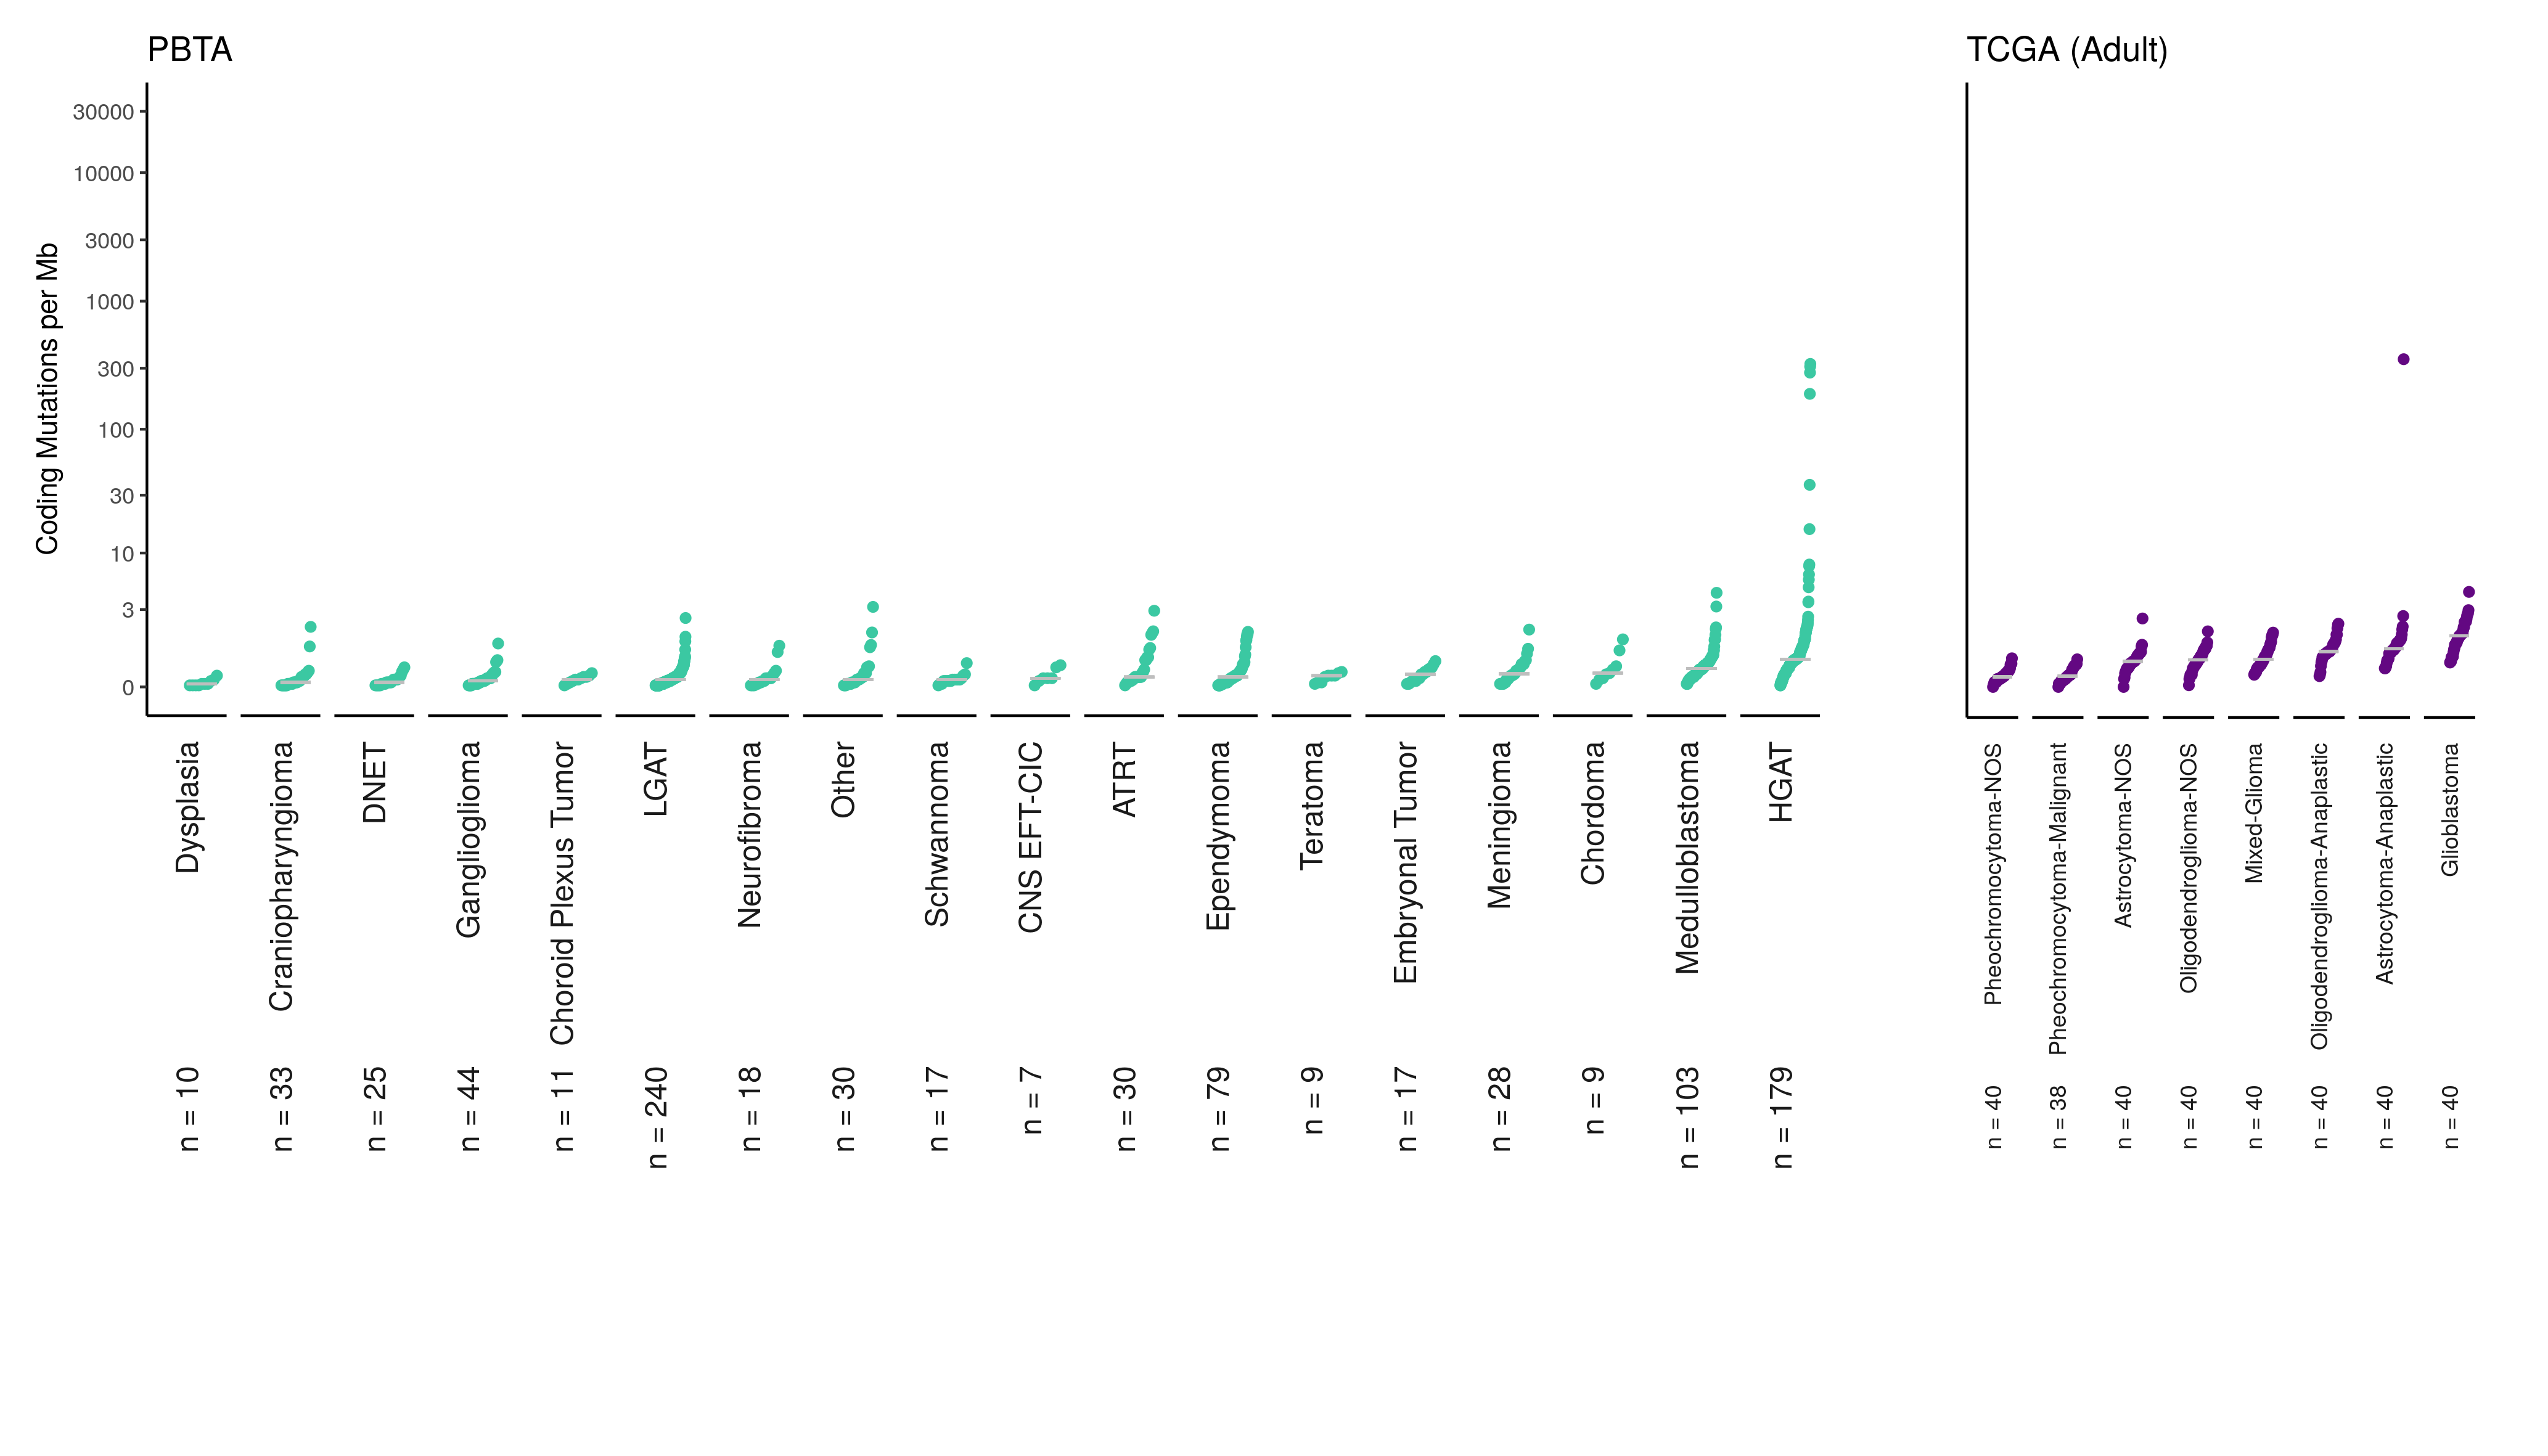 PBTA
TCGA (Adult)
Coding Mutations per Mb
30000
10000
3000
1000
300
100
30
10
3
0
Dysplasia
Craniopharyngioma
DNET
Ganglioglioma
Choroid Plexus Tumor
LGAT
Neurofibroma
Other
Schwannoma
CNS EFT-CIC
ATRT
Ependymoma
Teratoma
Embryonal Tumor
Meningioma
Chordoma
Medulloblastoma
HGAT
n = 10
n = 33
n = 25
n = 44
n = 11
n = 240
n = 18
n = 30
n = 17
n = 7
n = 30
n = 79
n = 9
n = 17
n = 28
n = 9
n = 103
n = 179
Pheochromocytoma-NOS
Pheochromocytoma-Malignant
Astrocytoma-NOS
Oligodendroglioma-NOS
Mixed-Glioma
Oligodendroglioma-Anaplastic
Astrocytoma-Anaplastic
Glioblastoma
n = 40
n = 38
n = 40
n = 40
n = 40
n = 40
n = 40
n = 40